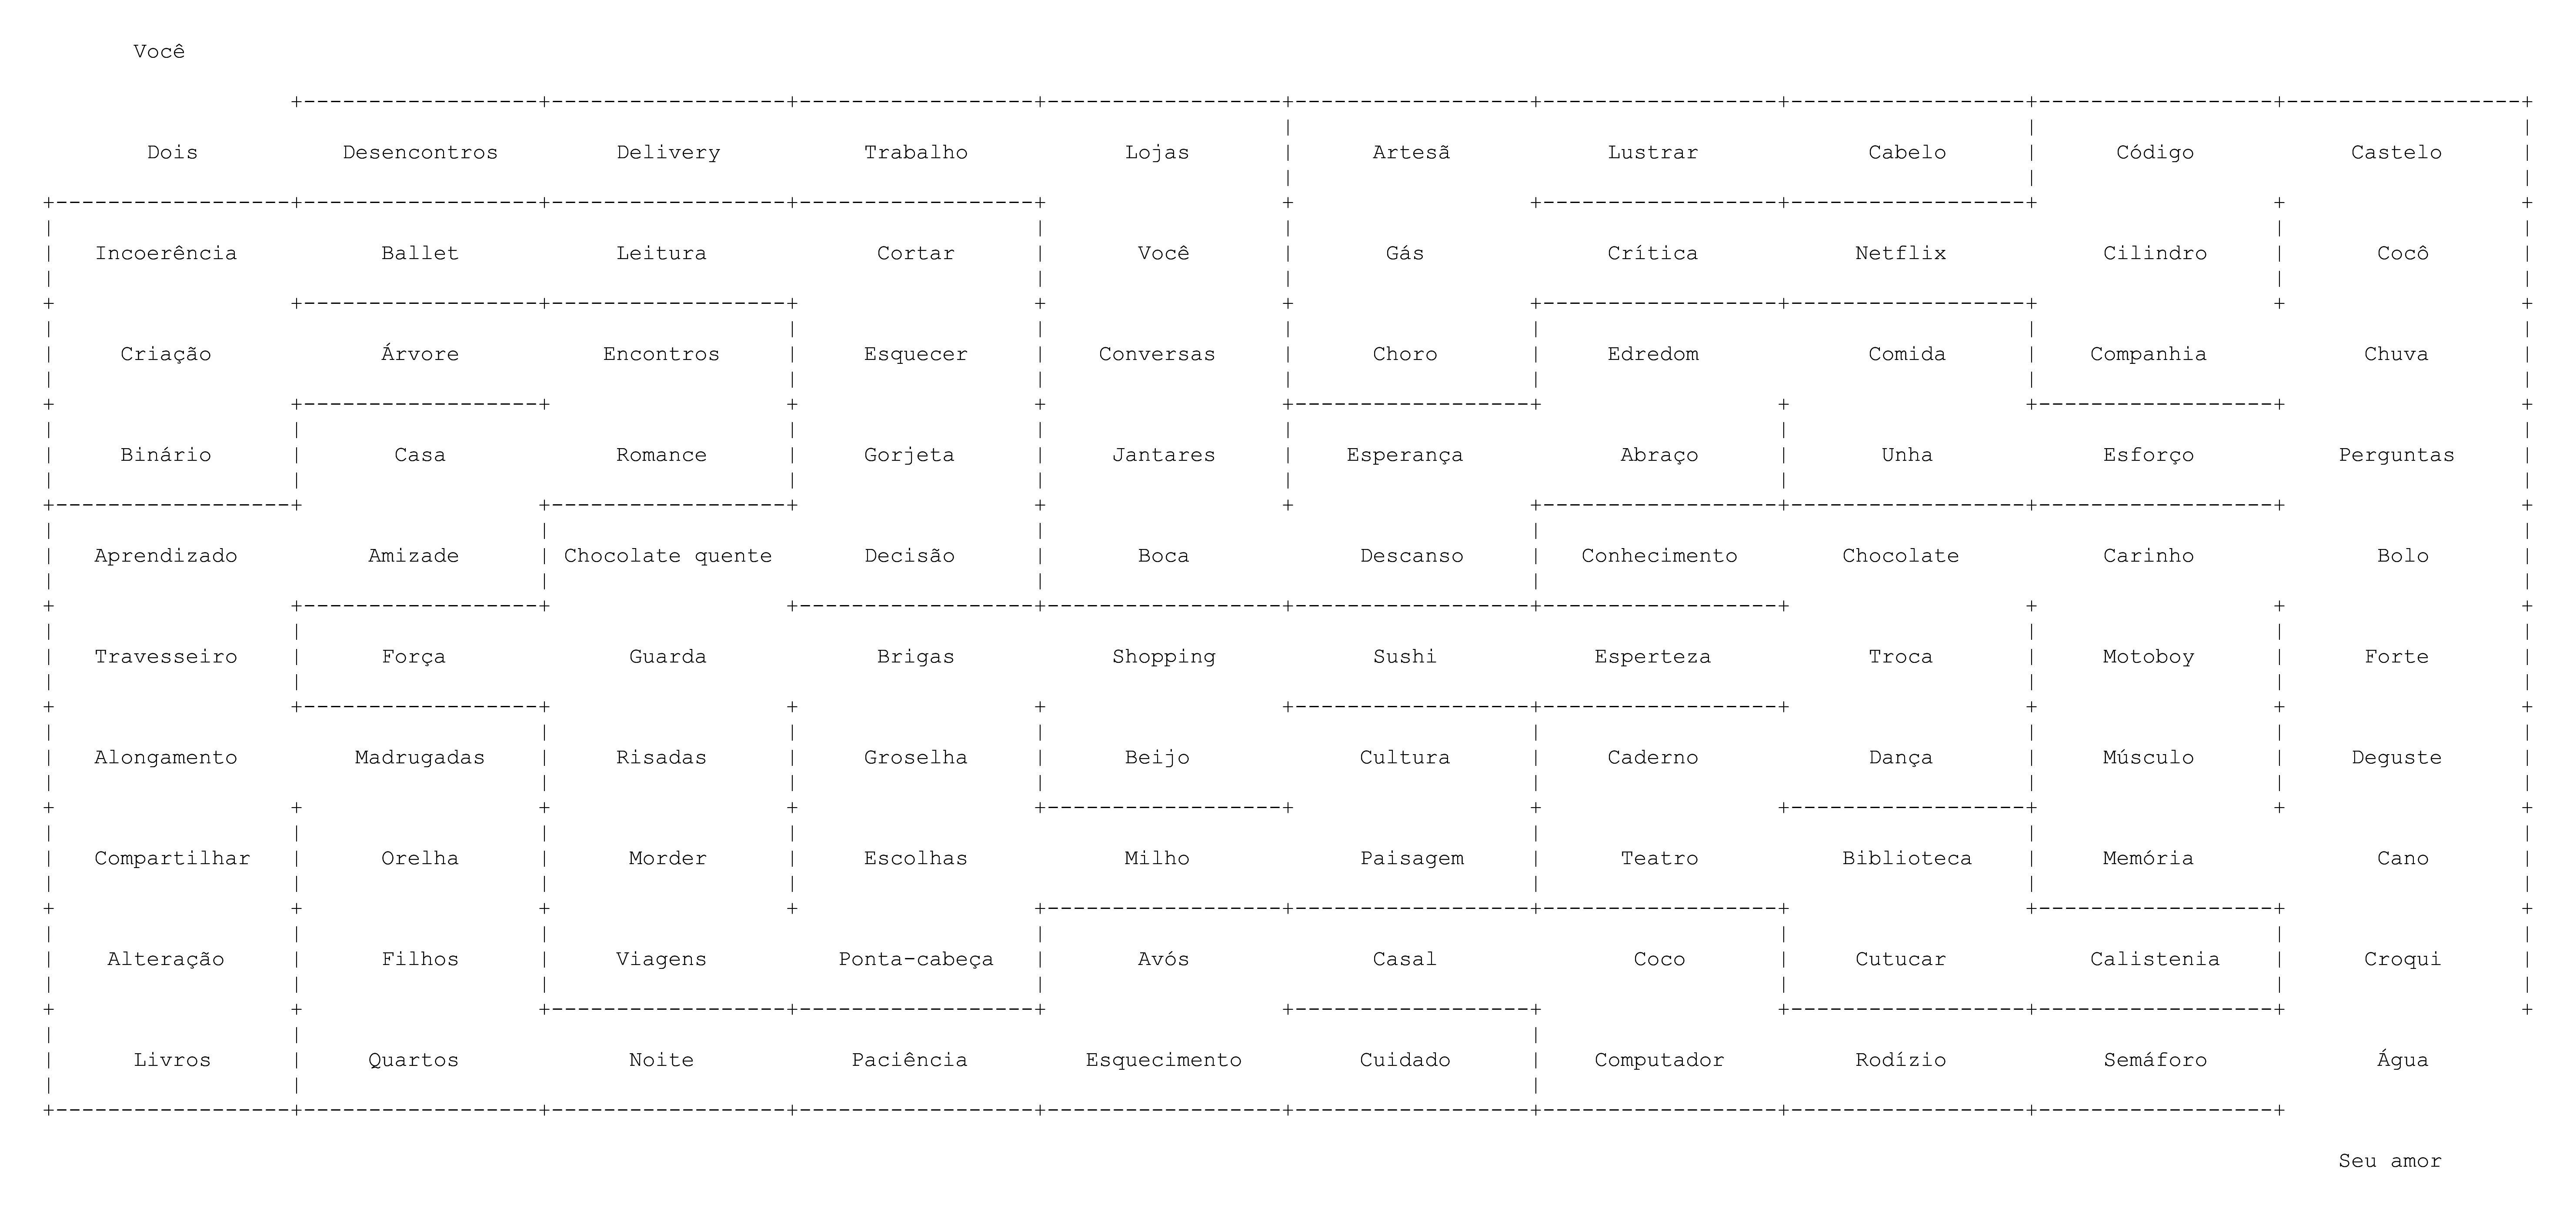 Você
Dois Desencontros Delivery Trabalho Lojas Artesã Lustrar Cabelo Código Castelo
Incoerência Ballet Leitura Cortar Você Gás Crítica Netflix Cilindro Cocô
Criação Árvore Encontros Esquecer Conversas Choro Edredom Comida Companhia Chuva
Binário Casa Romance Gorjeta Jantares Esperança Abraço Unha Esforço Perguntas
Aprendizado Amizade Chocolate quente Decisão Boca Descanso Conhecimento Chocolate Carinho Bolo
Travesseiro Força Guarda Brigas Shopping Sushi Esperteza Troca Motoboy Forte
Alongamento Madrugadas Risadas Groselha Beijo Cultura Caderno Dança Músculo Deguste
Compartilhar Orelha Morder Escolhas Milho Paisagem Teatro Biblioteca Memória Cano
Alteração Filhos Viagens Ponta-cabeça Avós Casal Coco Cutucar Calistenia Croqui
Livros Quartos Noite Paciência Esquecimento Cuidado Computador Rodízio Semáforo Água
Seu amor